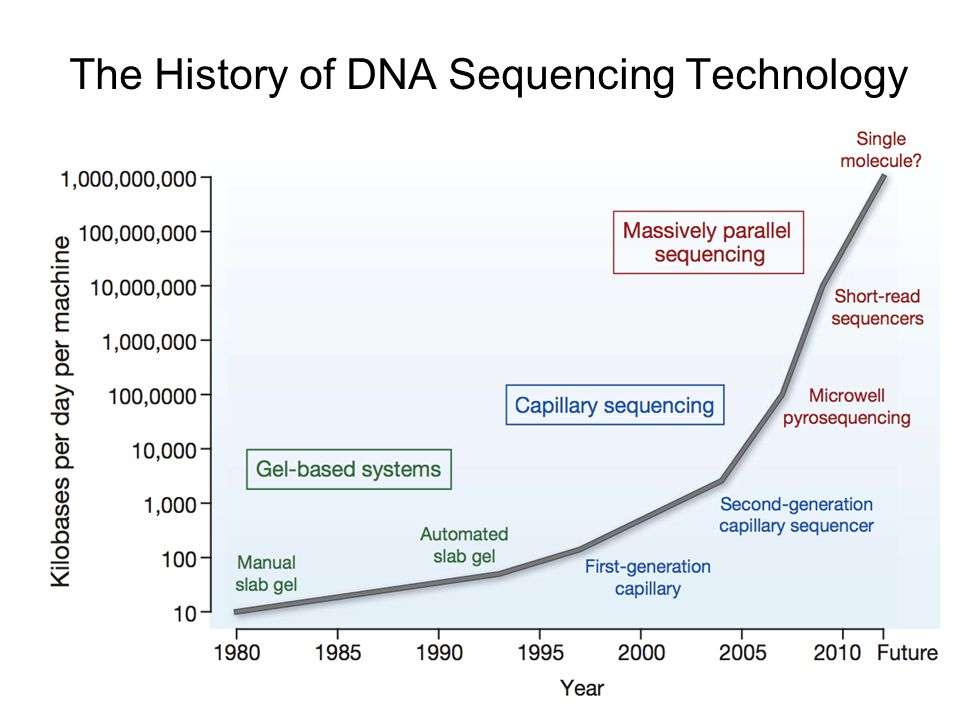 The History of DNA Sequencing Technology
Single
molecule?
1,000,000,000
100,000,000
10,000,000
1,000,000
100,0000
10,000
1,000
100
10
Kilobases per day per machine
Massively parallel
sequencing
Short-read
sequencers
Capillary sequencing
Microwell
pyrosequencing
Gel-based systems
Second-generation
capillary sequencer
Automated
slab gel
First-generation
capillary
Manual
slab gel
1980 1985 1990 1995 2000 2005 2010 Future
Year